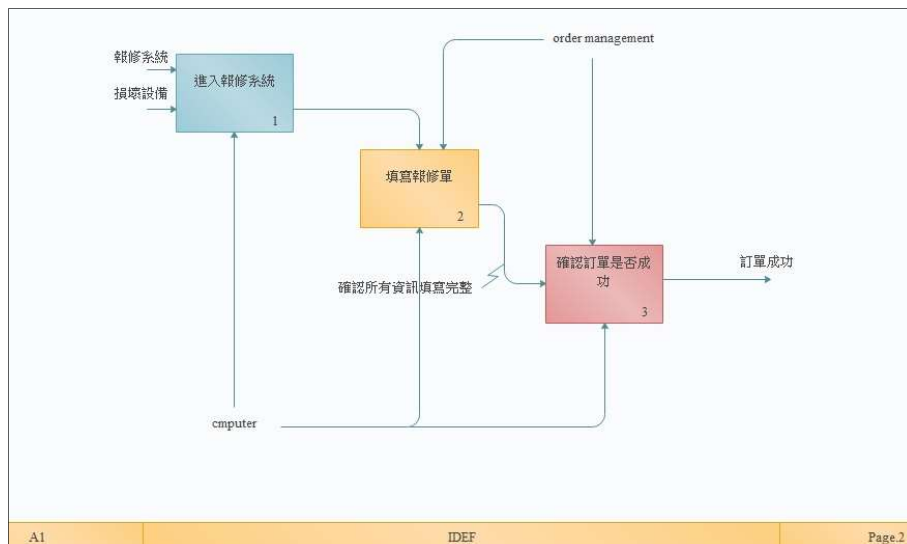 order management
報修系統
損壞設備
進入報修系統
1
填寫報修單
2
確認訂單是否成
功
3
訂單成功
確認所有資訊填寫完整
cmputer
A1
IDEF
Page.2